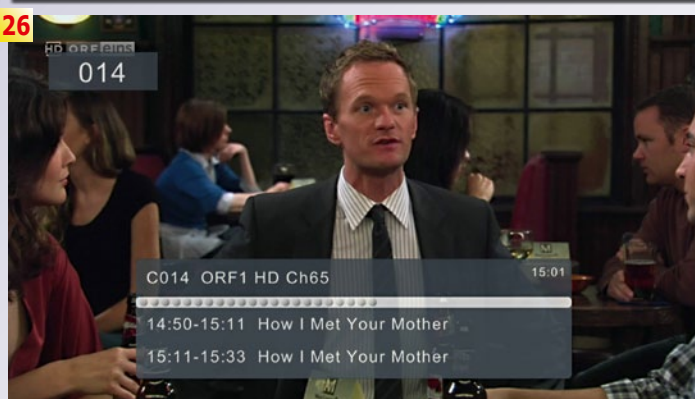 26
HD ORF eins
014
C014 ORF1 HD Ch65
15:01
14:50-15:11 How I Met Your Mother
15:11-15:33 How I Met Your Mother